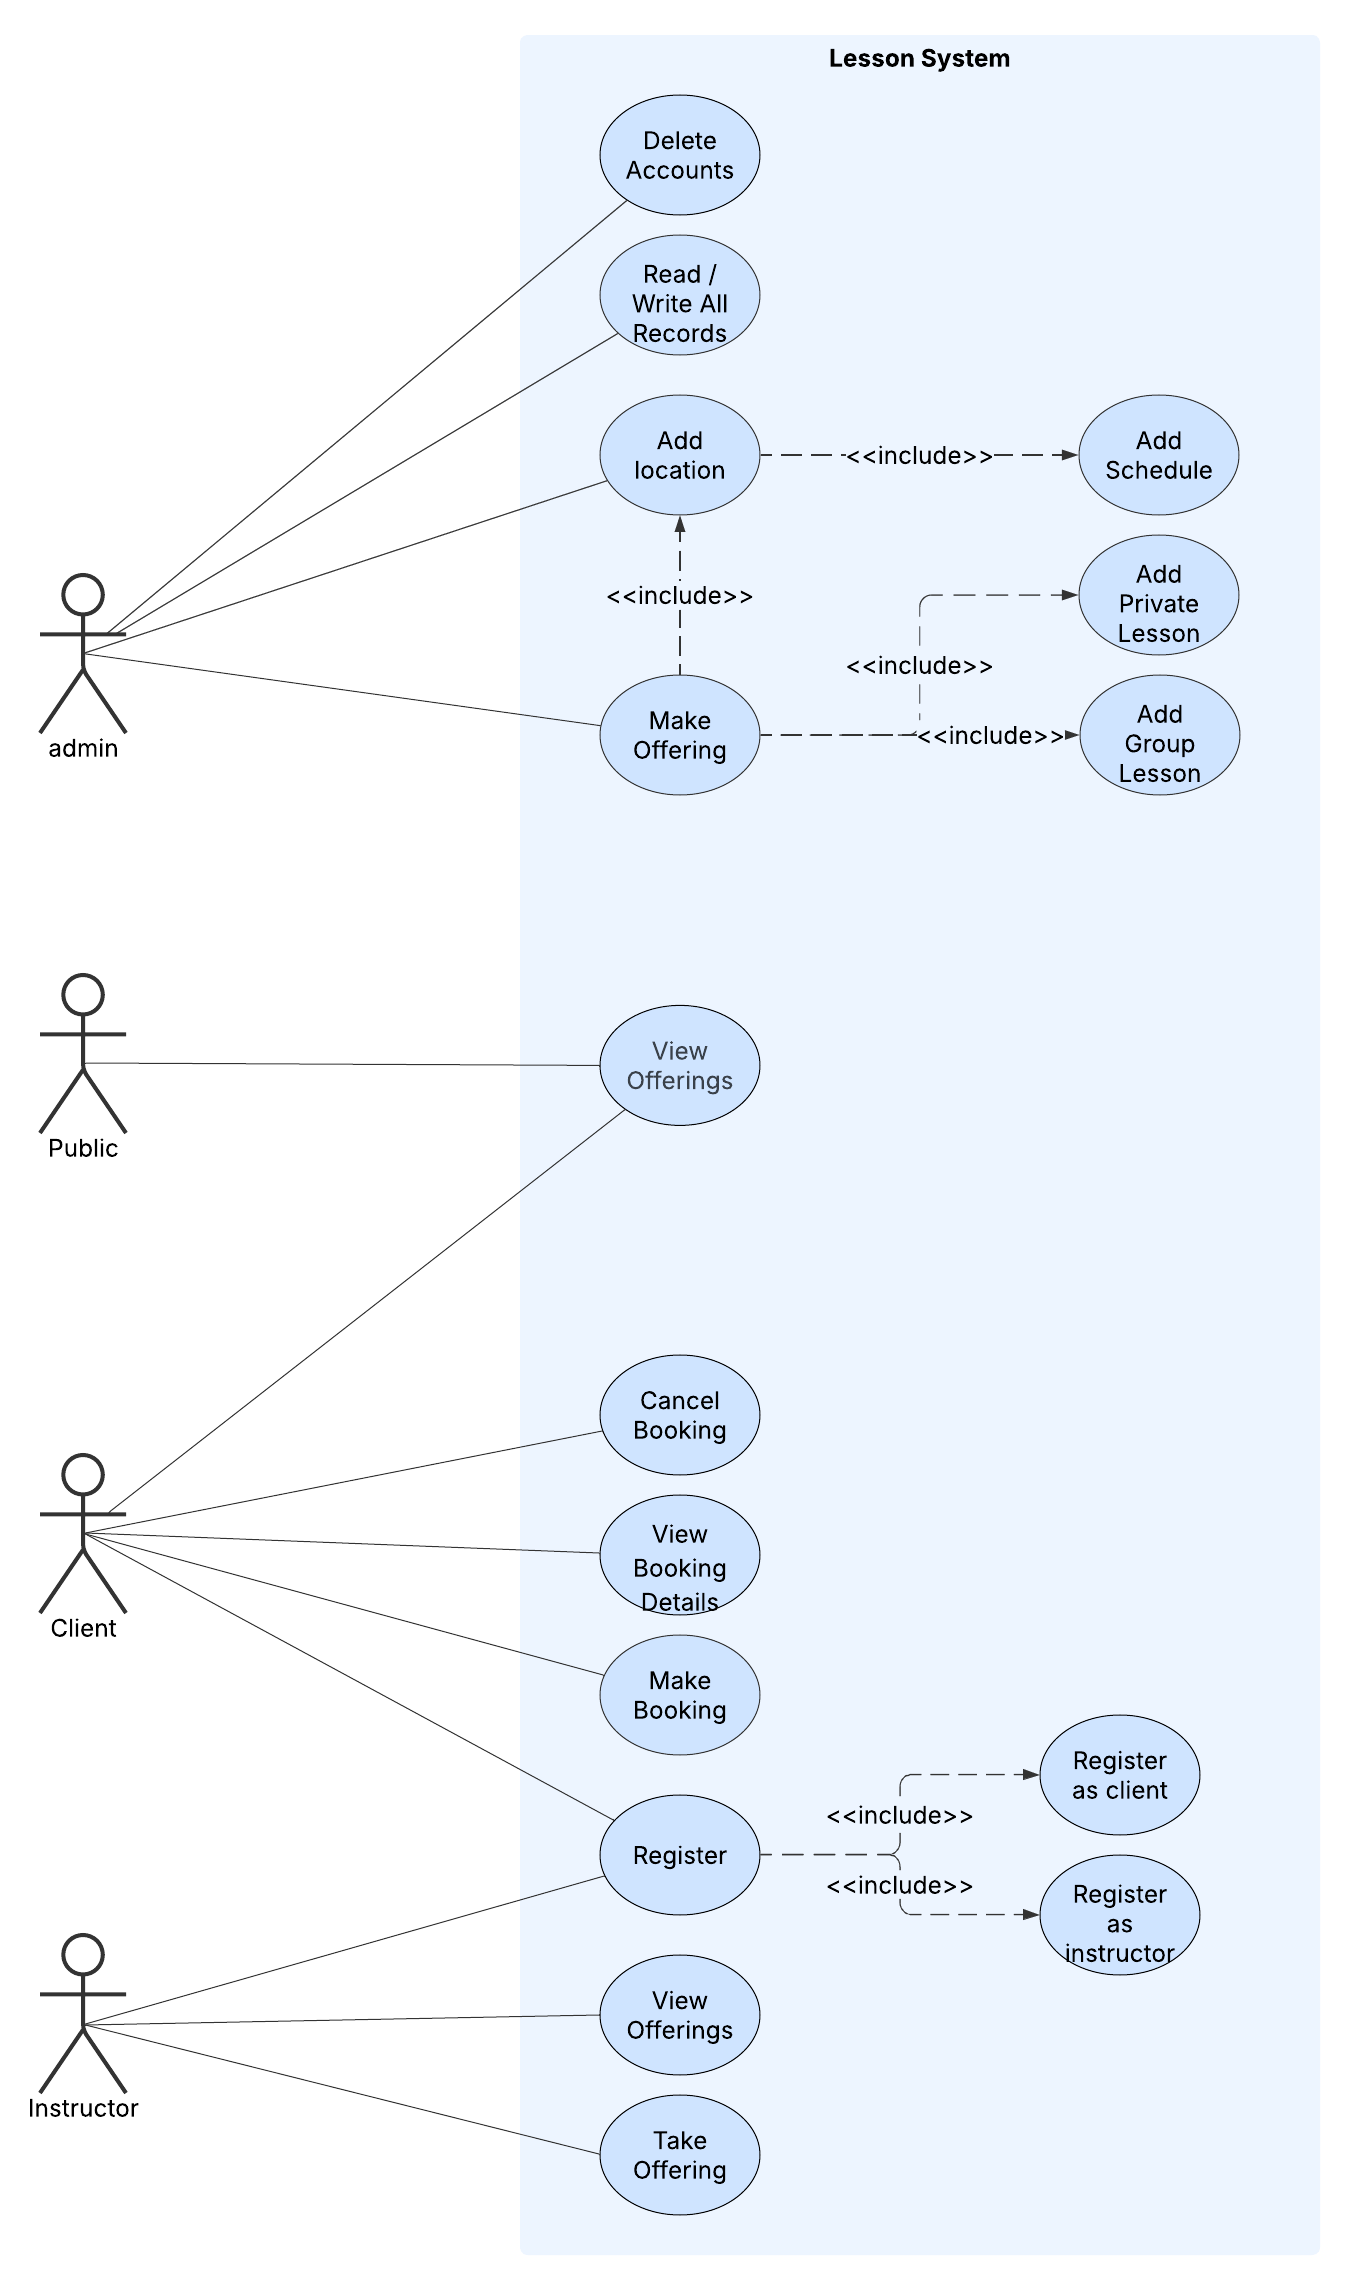 Lesson System
Delete
Accounts
Read /
Write All
Records
Add
location
<<include>>
Add
Schedule
<<include>>
Add
Private
Lesson
<<include>>
admin
Make
Offering
<<include>>
Add
Group
Lesson
Public
View
Offerings
Cancel
Booking
Client
View
Booking
Details
Make
Booking
Register
<<include>>
Register
as client
<<include>>
Register
as
instructor
Instructor
View
Offerings
Take
Offering